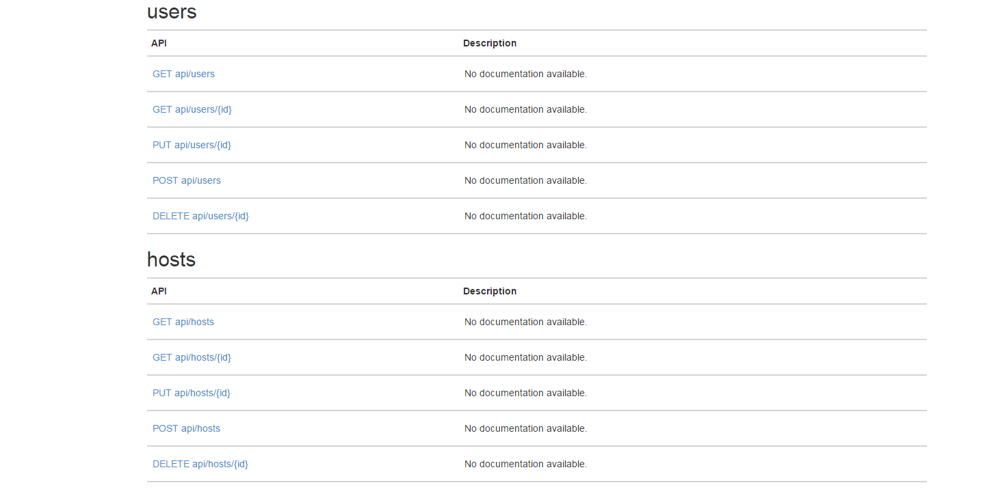 users
API Description
GET api/users No documentation available.
GET api/users/{id} No documentation available.
PUT api/users/{id} No documentation available.
POST api/users No documentation available.
DELETE api/users/{id} No documentation available.
hosts
API Description
GET api/hosts No documentation available.
GET api/hosts/{id} No documentation available.
PUT api/hosts/{id} No documentation available.
POST api/hosts No documentation available.
DELETE api/hosts/{id} No documentation available.